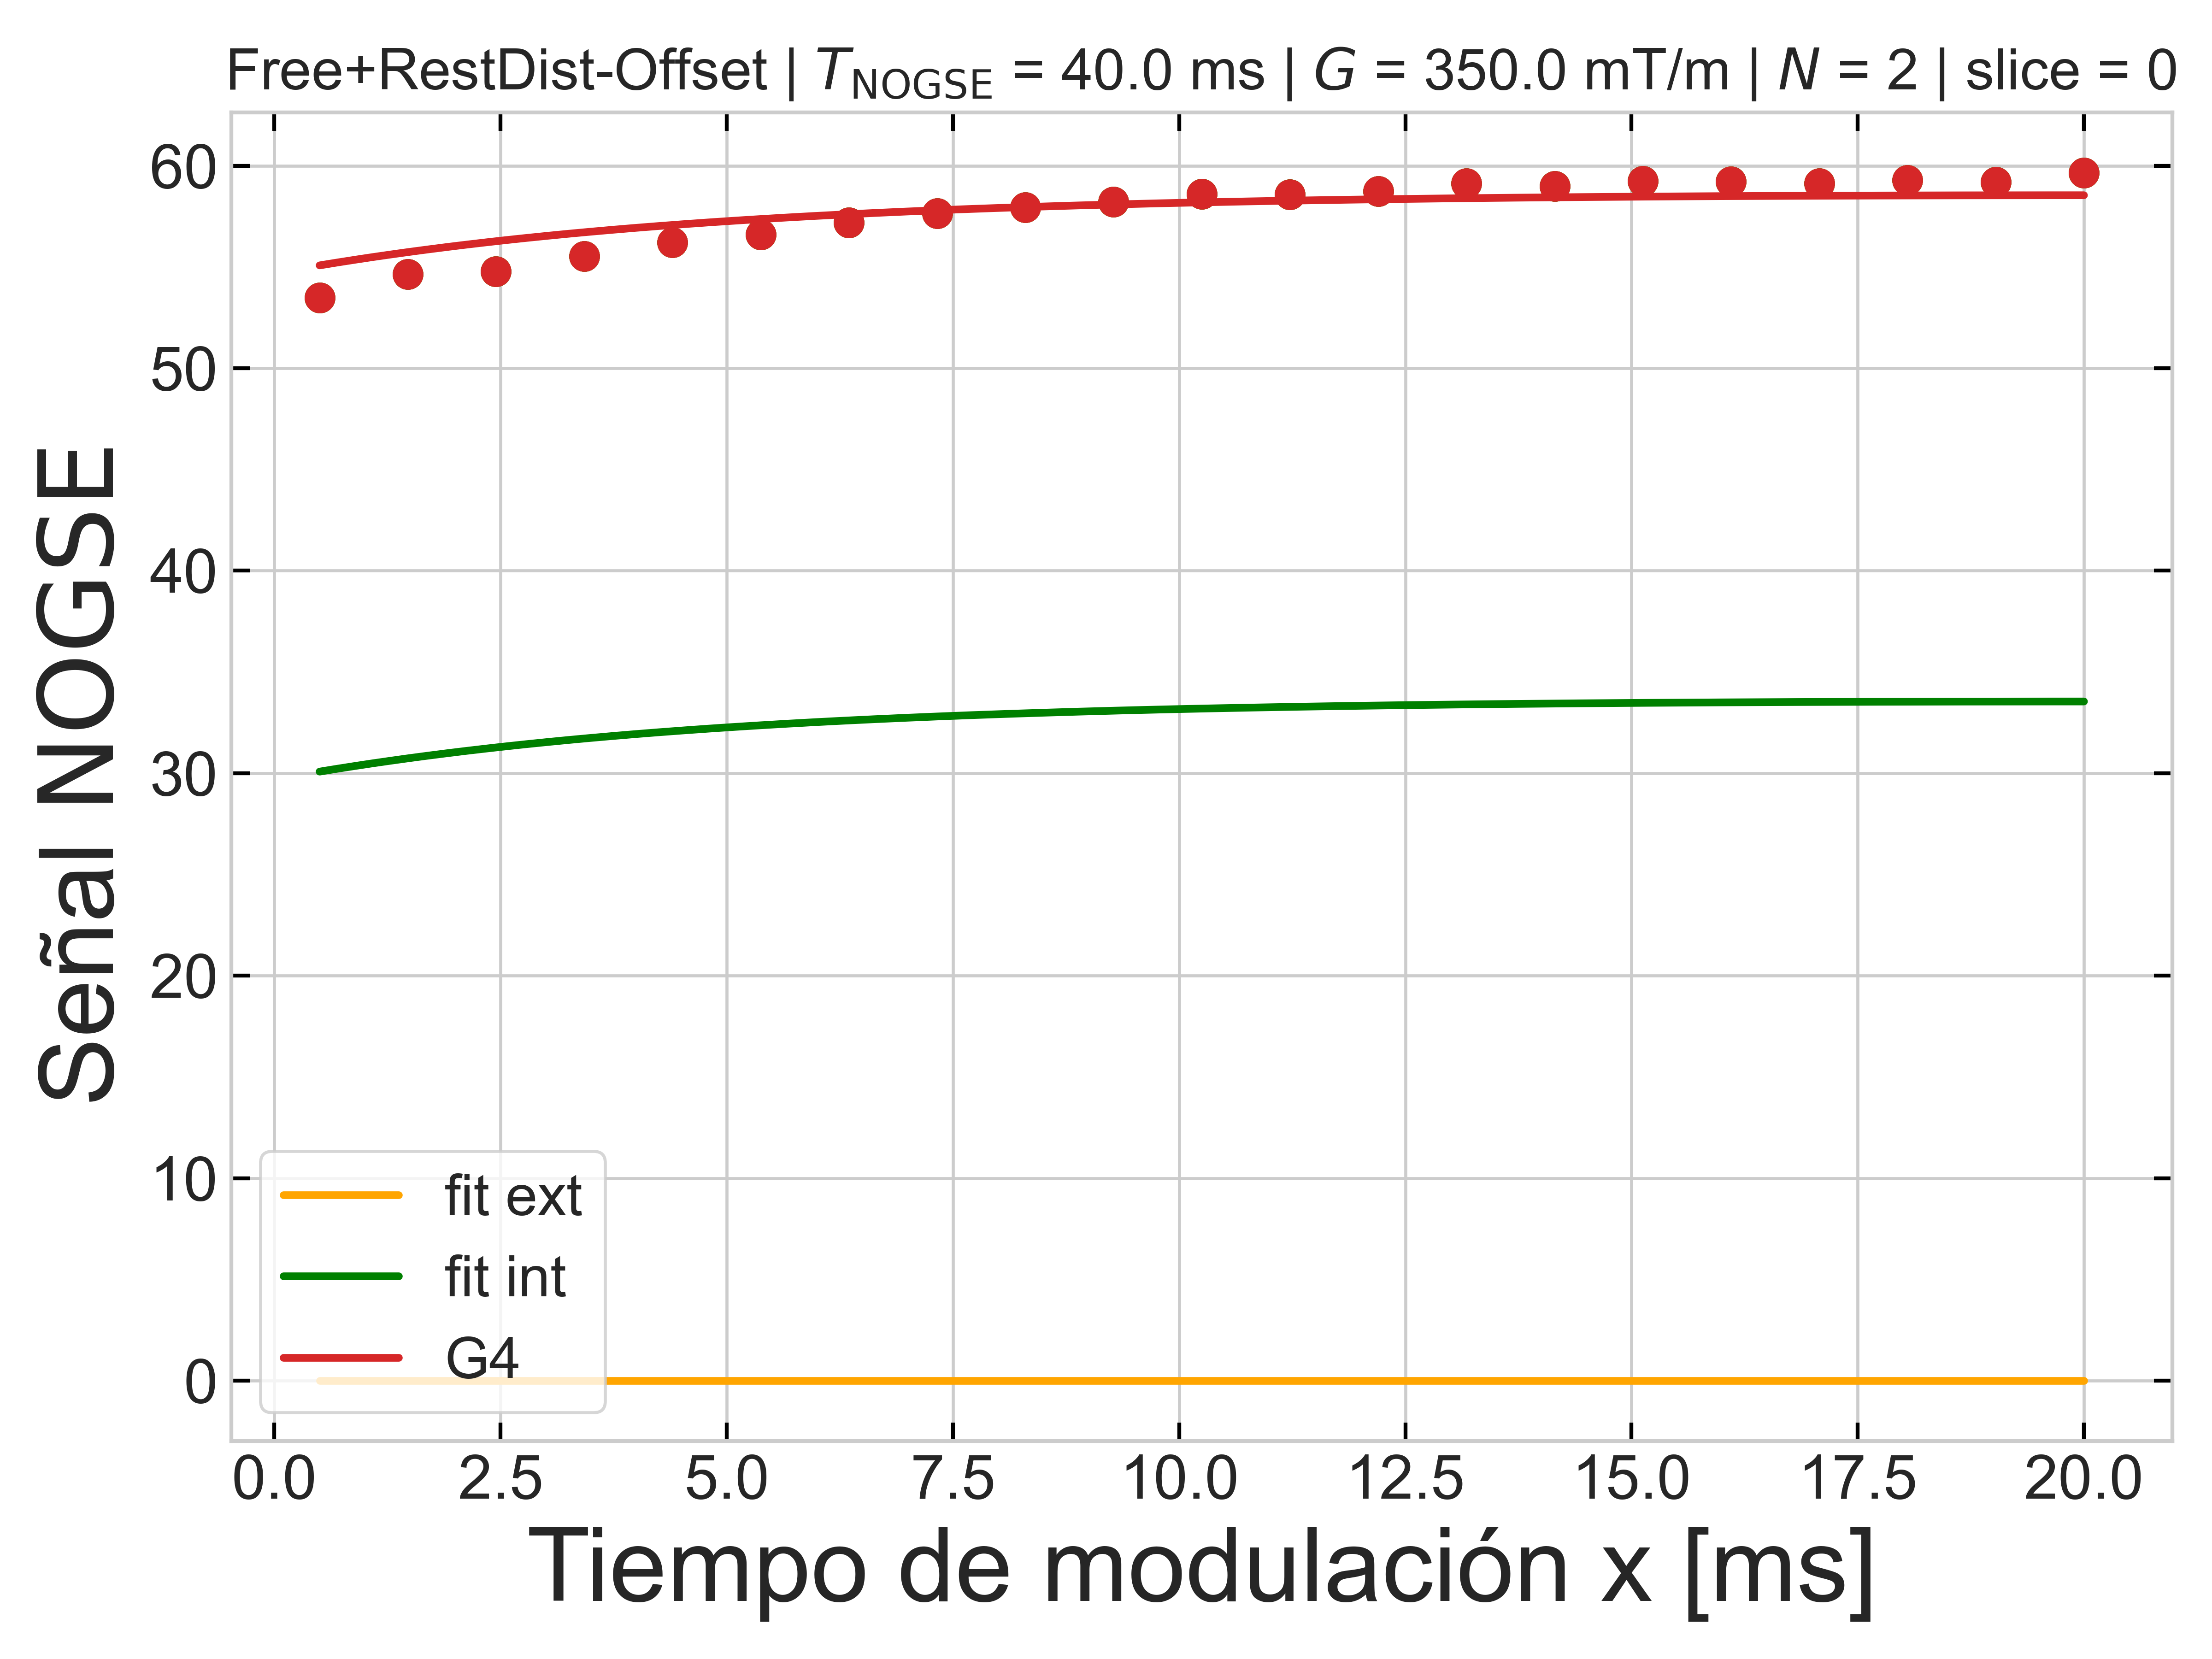 Free+RestDist-Offset | T_NOGSE = 40.0 ms | G = 350.0 mT/m | N = 2 | slice = 0
Señal NOGSE
60
50
40
30
20
10
0
fit ext
fit int
G4
0.0 2.5 5.0 7.5 10.0 12.5 15.0 17.5 20.0
Tiempo de modulación x [ms]